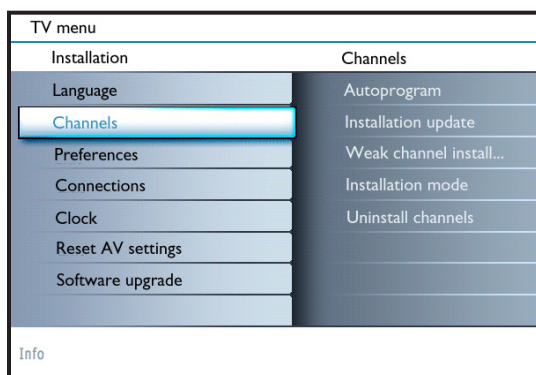 TV menu
Installation
Channels
Language
Channels
Preferences
Connections
Clock
Reset AV settings
Software upgrade
Autoprogram
Installation update
Weak channel install...
Installation mode
Uninstall channels
Info